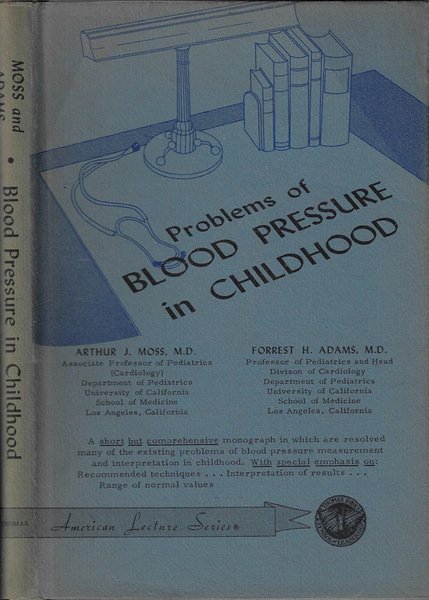 MOSS and
ADAMS
•
Blood Pressure in Childhood
THOMAS
Problems of
BLOOD PRESSURE
in CHILDHOOD
ARTHUR J. MOSS, M.D.
Associate Professor of Pediatrics
(Cardiology)
Department of Pediatrics
University of California
School of Medicine
Los Angeles, California
FORREST H. ADAMS, M.D.
Professor of Pediatrics and Head
Divison of Cardiology
Department of Pediatrics
University of California
School of Medicine
Los Angeles, California
A short but comprehensive monograph in which are resolved
many of the existing problems of blood pressure measurement
and interpretation in childhood. With special emphasis on:
Recommended techniques . . . Interpretation of results . . .
Range of normal values
American Lecture Series®